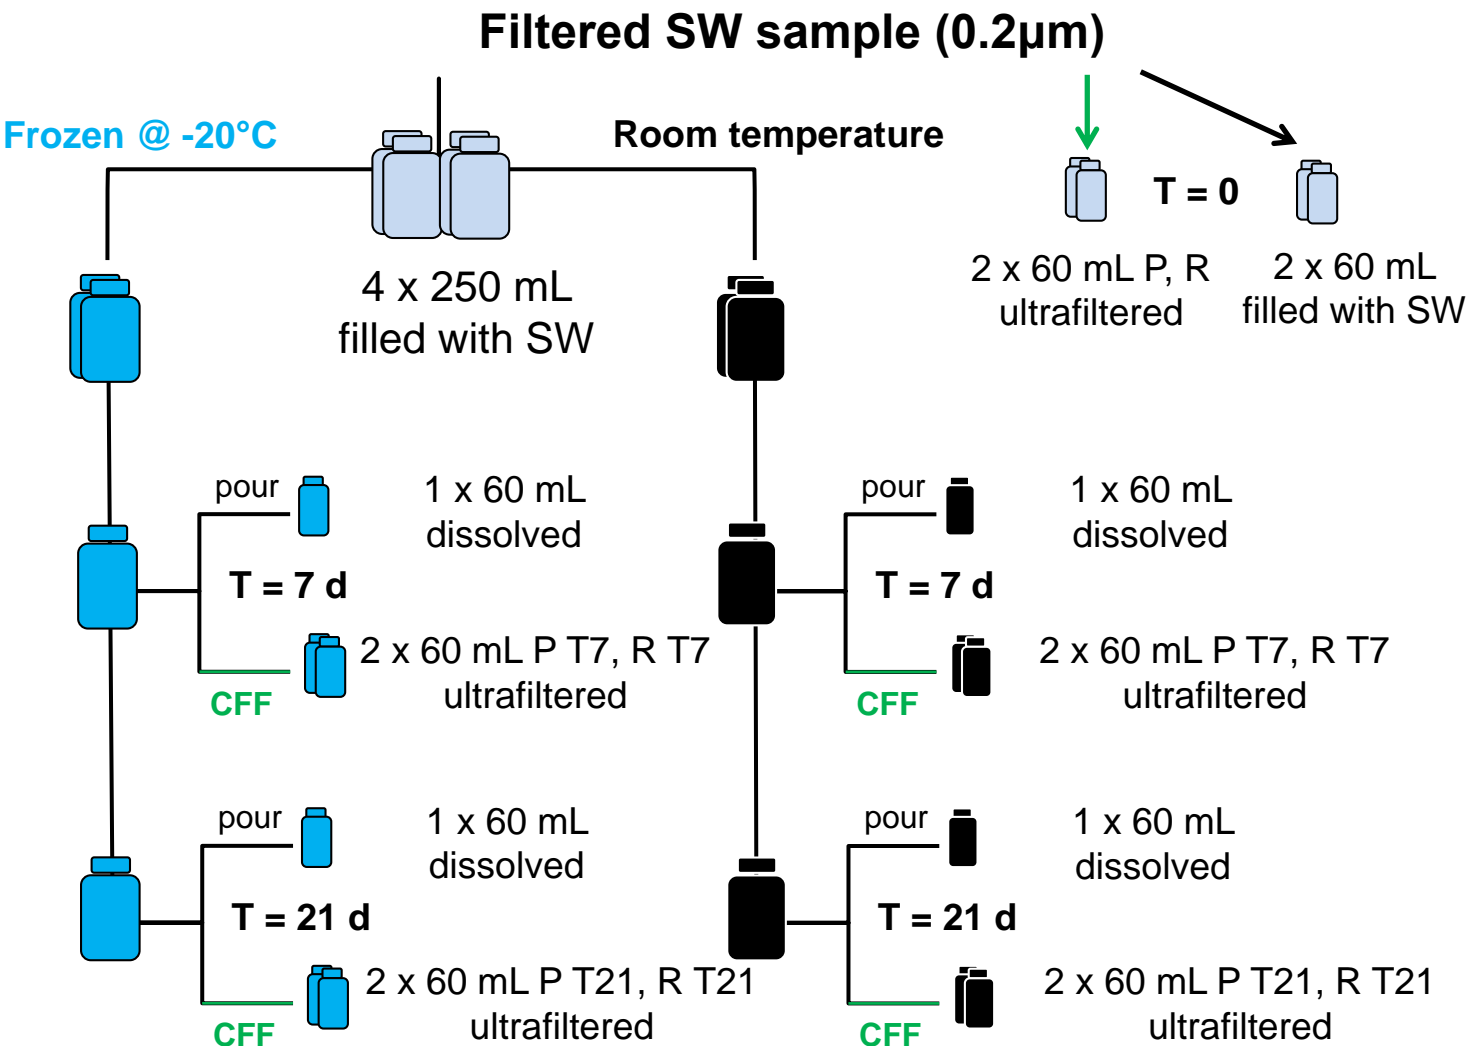 Filtered SW sample (0.2µm)
Frozen @ -20°C
Room temperature
T = 0
4 x 250 mL
filled with SW
2 x 60 mL P, R
ultrafiltered
2 x 60 mL
filled with SW
pour
1 x 60 mL
dissolved
T = 7 d
2 x 60 mL P T7, R T7
ultrafiltered
CFF
pour
1 x 60 mL
dissolved
T = 7 d
2 x 60 mL P T7, R T7
ultrafiltered
CFF
pour
1 x 60 mL
dissolved
T = 21 d
2 x 60 mL P T21, R T21
ultrafiltered
CFF
pour
1 x 60 mL
dissolved
T = 21 d
2 x 60 mL P T21, R T21
ultrafiltered
CFF